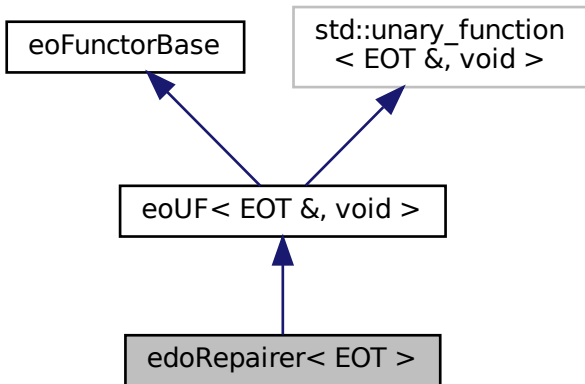 eoFunctorBase
std::unary_function
< EOT &, void >
eoUF< EOT &, void >
edoRepairer< EOT >